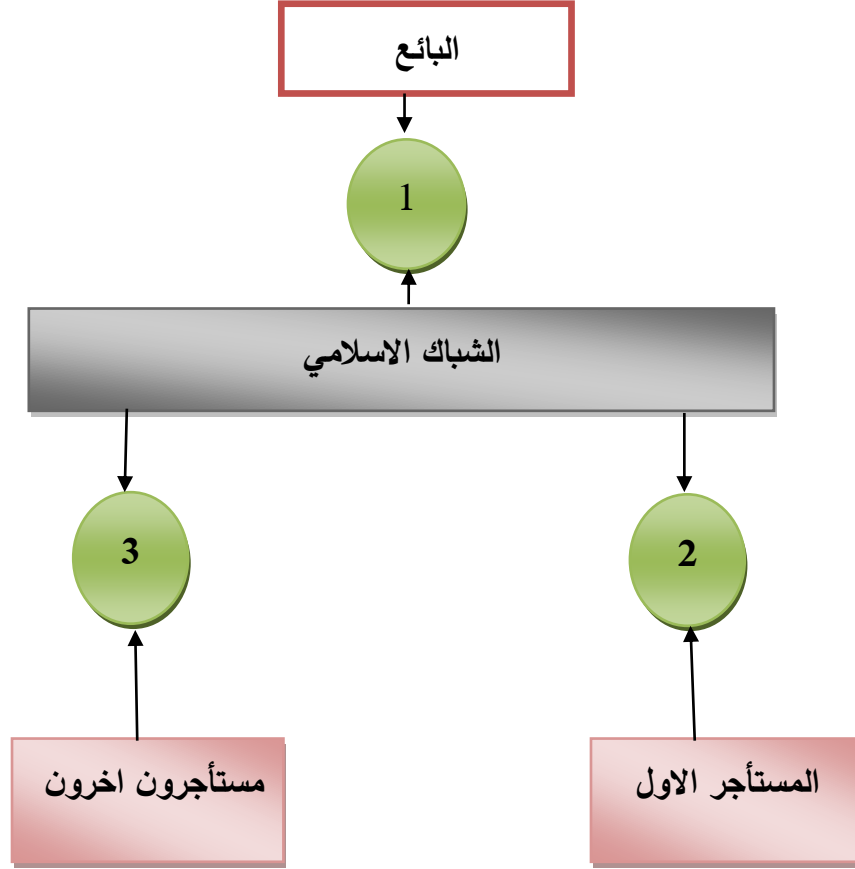 البائع
1
الشباك الاسلامي
2
3
المستأجر الاول
مستأجرون اخرون